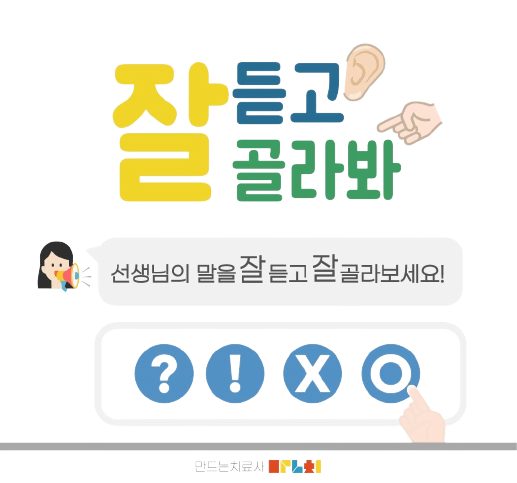 잘 듣고
골라봐
선생님의 말을 잘 듣고 잘 골라보세요!
? ! X O
만드는치료사